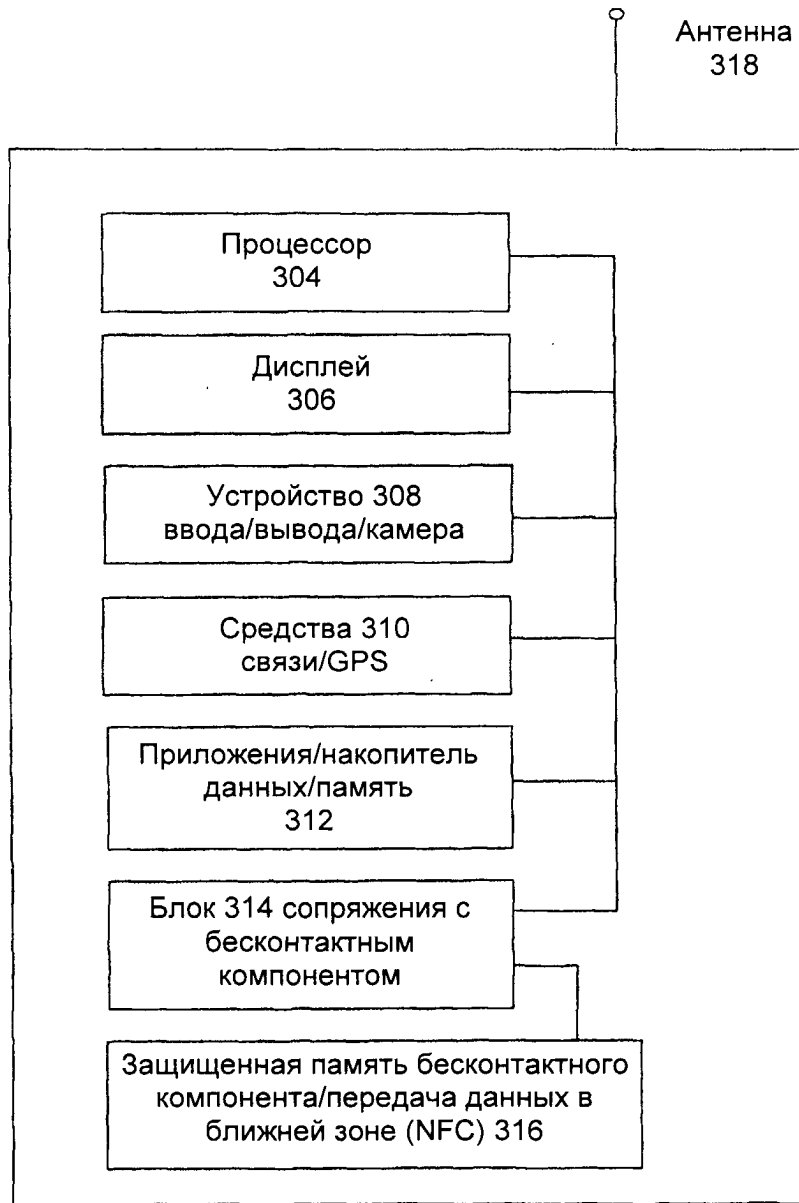 Антенна
318
Процессор
304
Дисплей
306
Устройство 308
ввода/вывода/камера
Средства 310
связи/GPS
Приложения/накопитель
данных/память
312
Блок 314 сопряжения с
бесконтактным
компонентом
Защищенная память бесконтактного
компонента/передача данных в
ближней зоне (NFC) 316